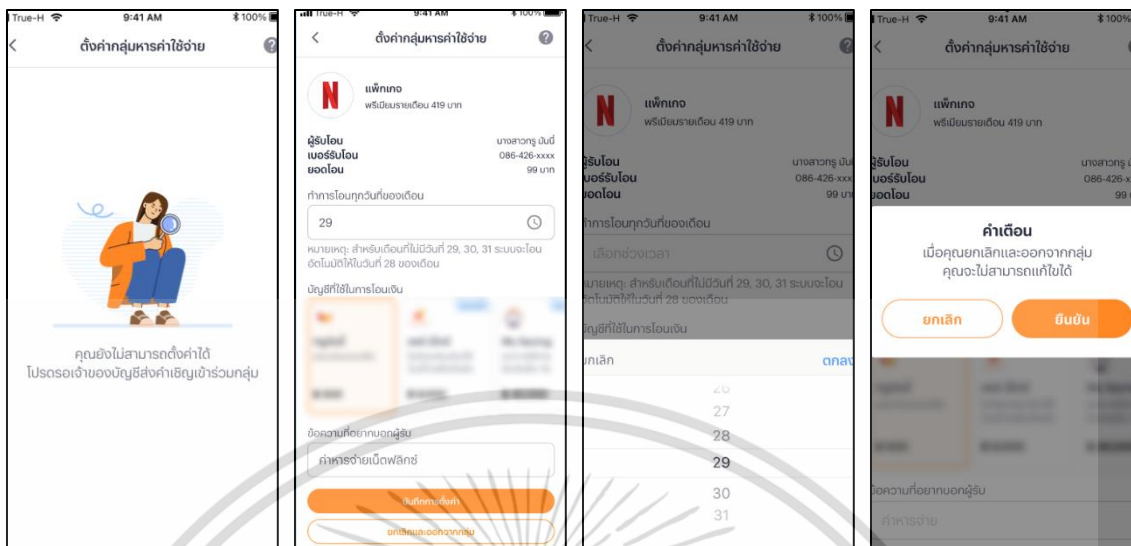 True-H 9:41 AM 100%
ตั้งค่ากลุ่มหารค่าใช้จ่าย
คุณยังไม่สามารถตั้งค่าได้
โปรดรอเจ้าของบัญชีส่งคำเชิญเข้าร่วมกลุ่ม
True-H 9:41 AM 100%
ตั้งค่ากลุ่มหารค่าใช้จ่าย
N
แพ็กเกจ
พรีเมียมรายเดือน 419 บาท
ผู้รับโอน นางสาวทรู มันนี่
เบอร์รับโอน 086-426-xxxx
ยอดโอน 99 บาท
ทำการโอนทุกวันที่ของเดือน
29
หมายเหตุ: สำหรับเดือนที่ไม่มีวันที่ 29, 30, 31 ระบบจะโอน
อัตโนมัติให้ในวันที่ 28 ของเดือน
บัญชีที่ใช้ในการโอนเงิน
ข้อความที่อยากบอกผู้รับ
ค่าหารจ่ายเน็ตฟลิกซ์
บันทึกการตั้งค่า
ยกเลิกและออกจากกลุ่ม
True-H 9:41 AM 100%
ตั้งค่ากลุ่มหารค่าใช้จ่าย
N
แพ็กเกจ
พรีเมียมรายเดือน 419 บาท
ผู้รับโอน นางสาวทรู มัน
เบอร์รับโอน 086-426-xxx
ยอดโอน 99 บา
ทำการโอนทุกวันที่ของเดือน
เลือกช่วงเวลา
หมายเหตุ: สำหรับเดือนที่ไม่มีวันที่ 29, 30, 31 ระบบจะโอน
อัตโนมัติให้ในวันที่ 28 ของเดือน
บัญชีที่ใช้ในการโอนเงิน
ยกเลิก ตกลง
26
27
28
29
30
31
True-H 9:41 AM 100%
ตั้งค่ากลุ่มหารค่าใช้จ่าย
N
แพ็กเกจ
พรีเมียมรายเดือน 419 บาท
ผู้รับโอน นางสาวทรู
เบอร์รับโอน 086-426-x
ยอดโอน 99
คำเตือน
เมื่อคุณยกเลิกและออกจากกลุ่ม
คุณจะไม่สามารถแก้ไขได้
ยกเลิก ยืนยัน
ข้อความที่อยากบอกผู้รับ
ค่าหารจ่าย